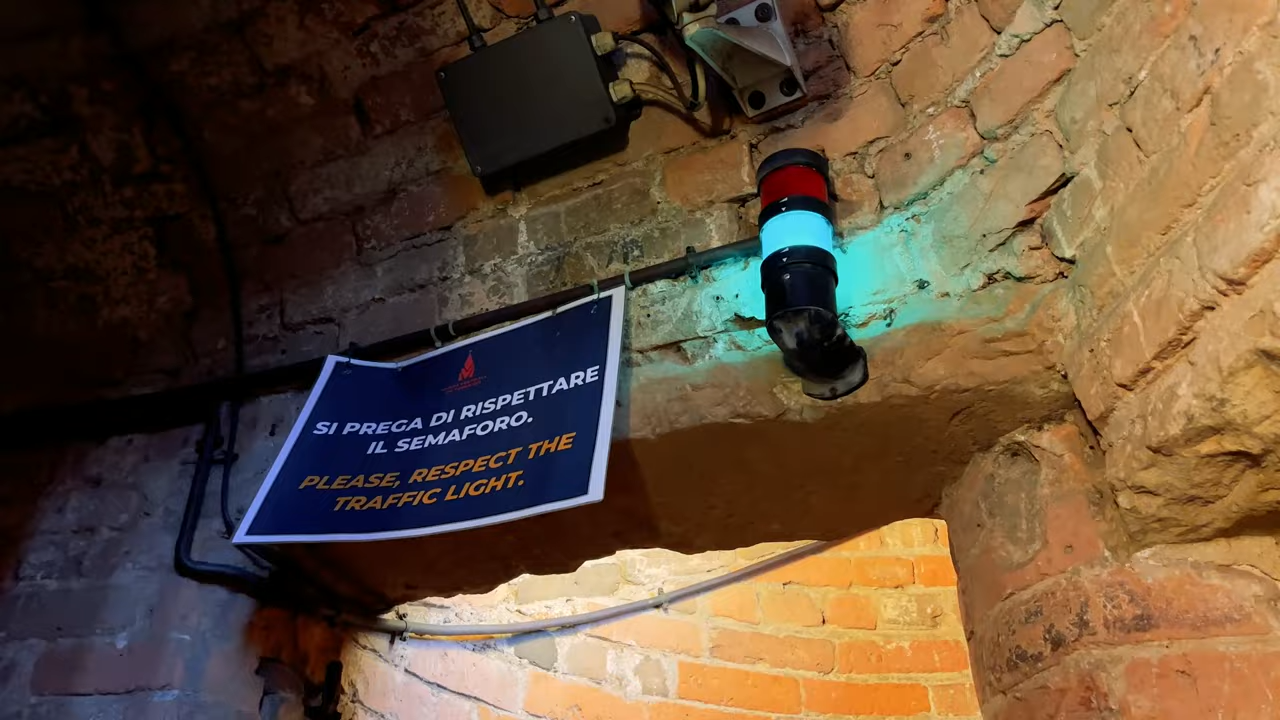 SI PREGA DI RISPETTARE
IL SEMAFORO.
PLEASE, RESPECT THE
TRAFFIC LIGHT.